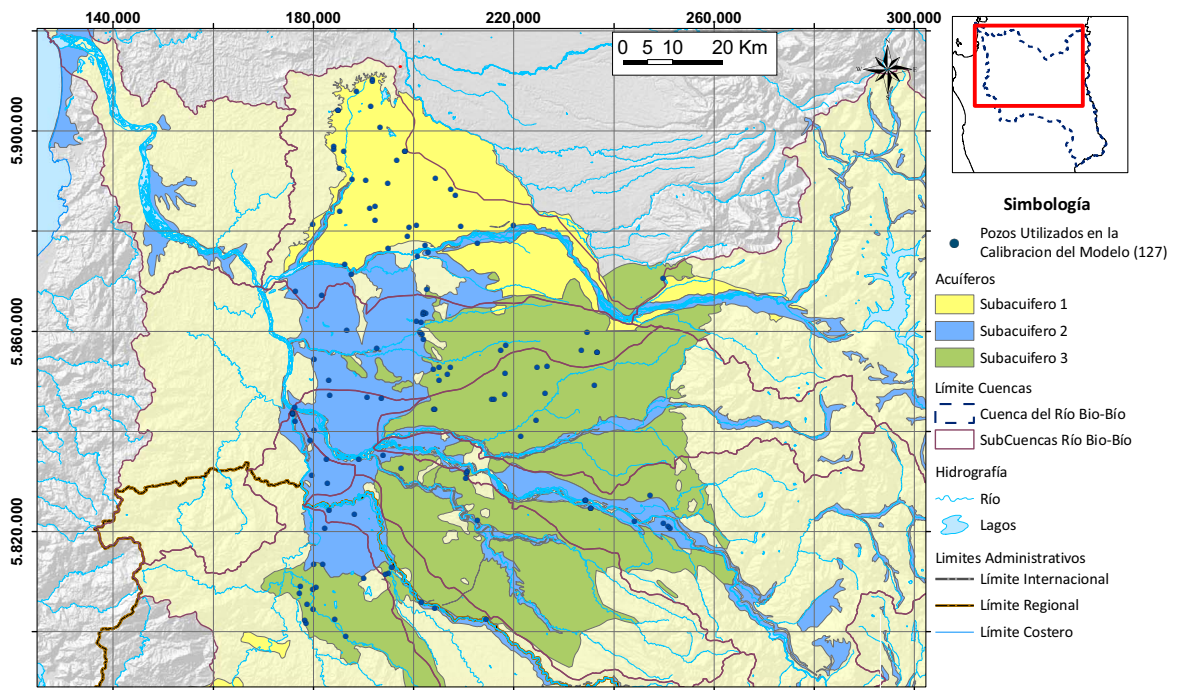 140.000 180.000 220.000 260.000 300.000
0 5 10 20 Km
5.900.000
5.860.000
5.820.000
Simbología
Pozos Utilizados en la
Calibracion del Modelo (127)
Acuíferos
Subacuifero 1
Subacuifero 2
Subacuifero 3
Límite Cuencas
Cuenca del Río Bio-Bío
SubCuencas Río Bio-Bío
Hidrografía
Río
Lagos
Limites Administrativos
Límite Internacional
Límite Regional
Límite Costero